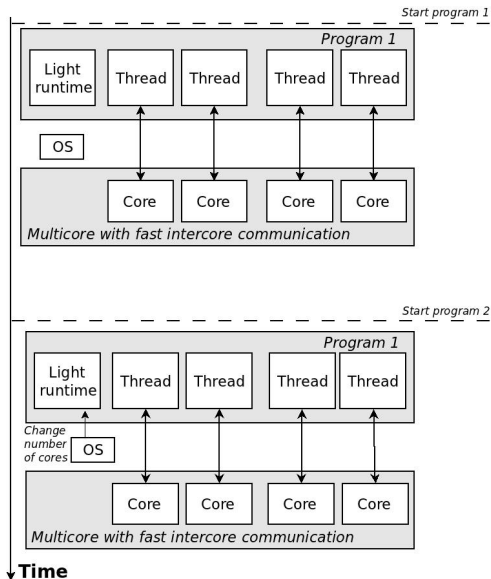 Start program 1
Program 1
Light
runtime
Thread
Thread
Thread
Thread
OS
Core
Core
Core
Core
Multicore with fast intercore communication
Start program 2
Program 1
Light
runtime
Thread
Thread
Thread
Thread
Change
number
of cores
OS
Core
Core
Core
Core
Multicore with fast intercore communication
Time